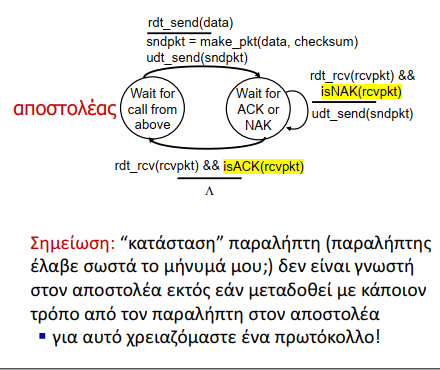 rdt_send(data)
sndpkt = make_pkt(data, checksum)
udt_send(sndpkt)
αποστολέας
Wait for
call from
above
Wait for
ACK or
NAK
rdt_rcv(rcvpkt) &&
isNAK(rcvpkt)
udt_send(sndpkt)
rdt_rcv(rcvpkt) && isACK(rcvpkt)
Λ
Σημείωση: “κατάσταση” παραλήπτη (παραλήπτης
έλαβε σωστά το μήνυμά μου;) δεν είναι γνωστή
στον αποστολέα εκτός εάν μεταδοθεί με κάποιον
τρόπο από τον παραλήπτη στον αποστολέα
▪ για αυτό χρειαζόμαστε ένα πρωτόκολλο!